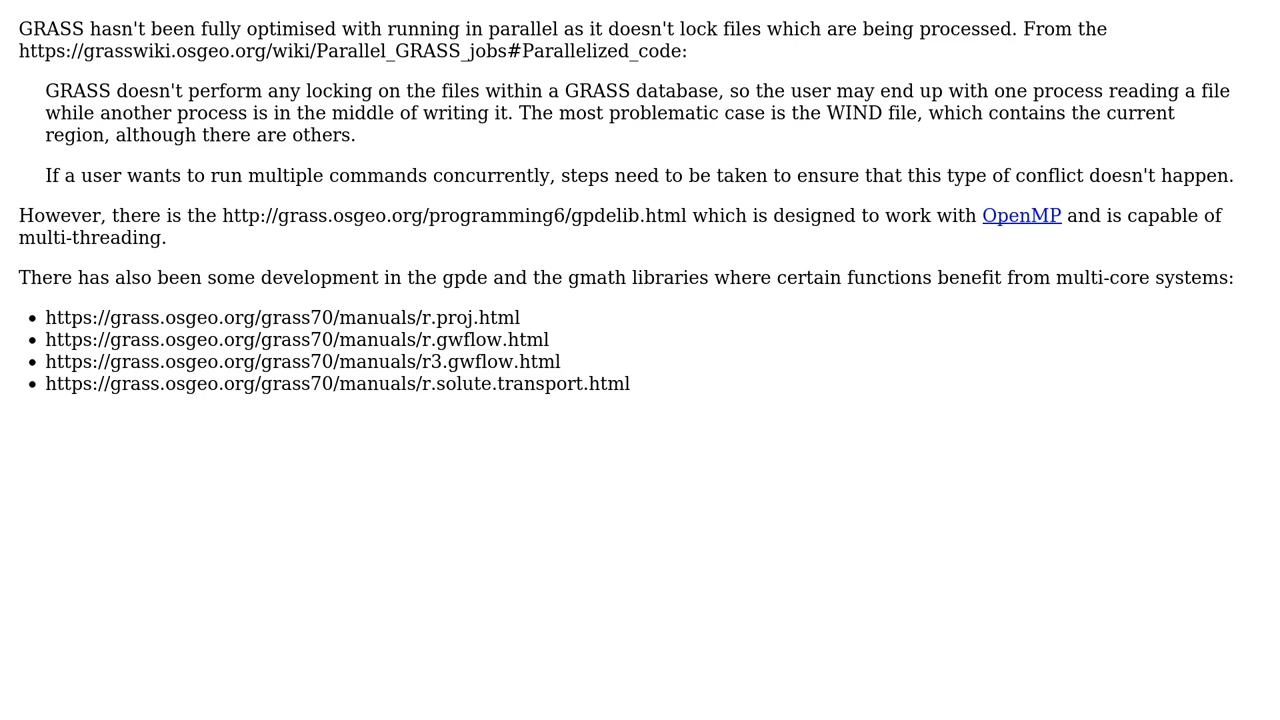 GRASS hasn't been fully optimised with running in parallel as it doesn't lock files which are being processed. From the
https://grasswiki.osgeo.org/wiki/Parallel_GRASS_jobs#Parallelized_code:
GRASS doesn't perform any locking on the files within a GRASS database, so the user may end up with one process reading a file
while another process is in the middle of writing it. The most problematic case is the WIND file, which contains the current
region, although there are others.
If a user wants to run multiple commands concurrently, steps need to be taken to ensure that this type of conflict doesn't happen.
However, there is the http://grass.osgeo.org/programming6/gpdelib.html which is designed to work with OpenMP and is capable of
multi-threading.
There has also been some development in the gpde and the gmath libraries where certain functions benefit from multi-core systems:
• https://grass.osgeo.org/grass70/manuals/r.proj.html
• https://grass.osgeo.org/grass70/manuals/r.gwflow.html
• https://grass.osgeo.org/grass70/manuals/r3.gwflow.html
• https://grass.osgeo.org/grass70/manuals/r.solute.transport.html